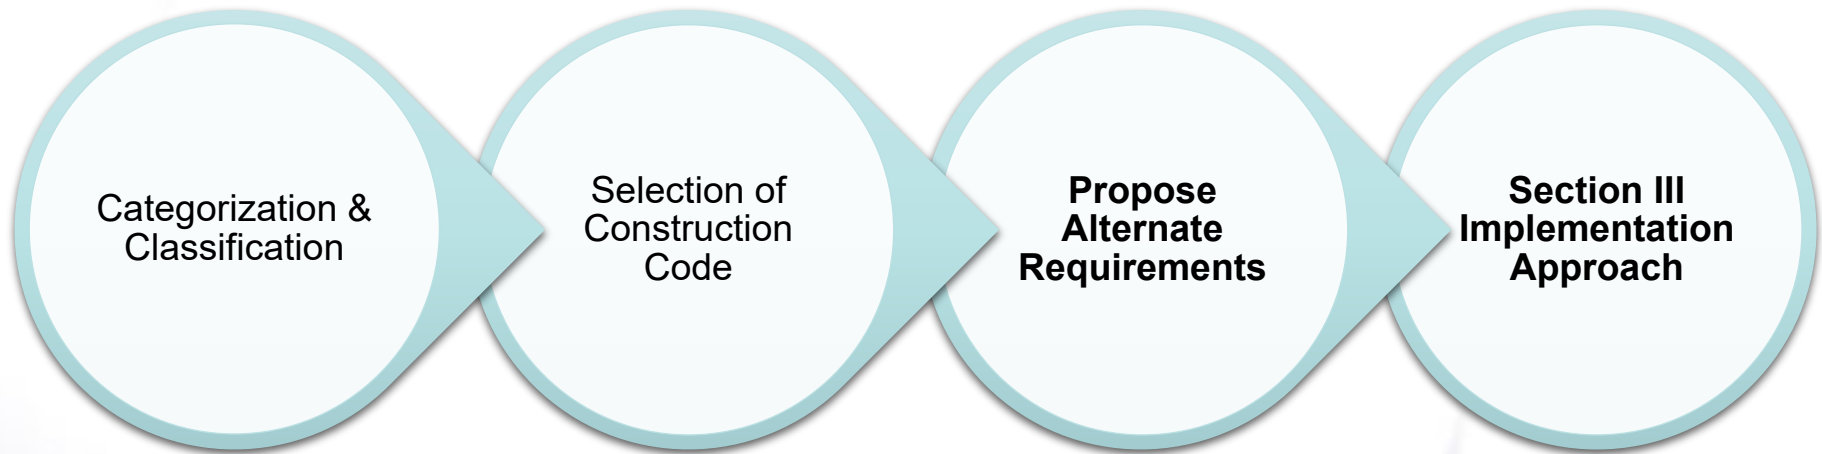 Categorization &
Classification
Selection of
Construction
Code
Propose
Alternate
Requirements
Section III
Implementation
Approach